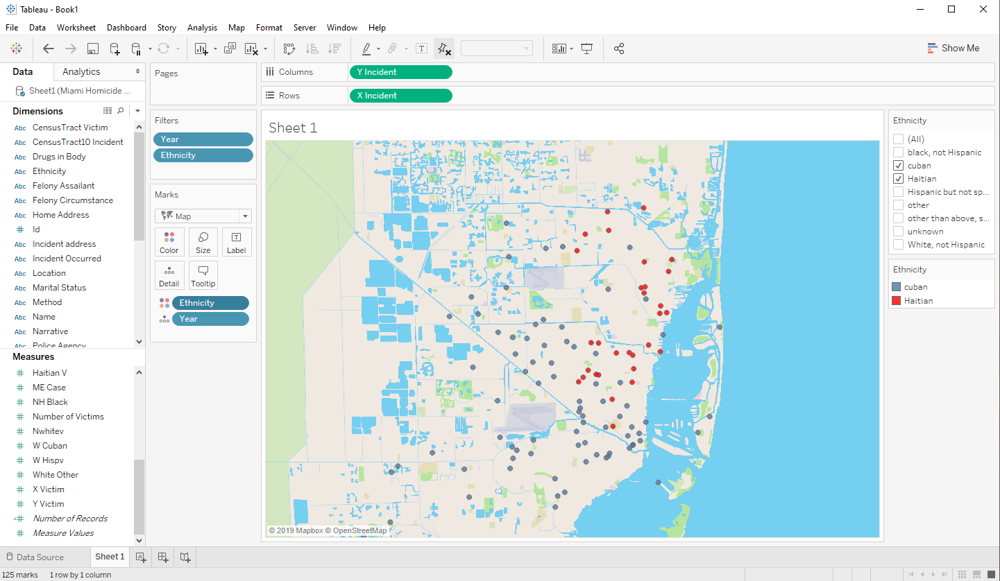 Tableau - Book1
File Data Worksheet Dashboard Story Analysis Map Format Server Window Help
Show Me
Data Analytics
Sheet1 (Miami Homicide ...
Dimensions
Abc CensusTract Victim
Abc CensusTract10 Incident
Abc Drugs in Body
Abc Ethnicity
Abc Felony Assailant
Abc Felony Circumstance
Abc Home Address
# Id
Abc Incident address
Abc Incident Occurred
Abc Location
Abc Marital Status
Abc Method
Abc Name
Abc Narrative
Abc Police Agency
Measures
# Haitian V
# ME Case
# NH Black
# Number of Victims
# Nwhitev
# W Cuban
# W Hispv
# White Other
# X Victim
# Y Victim
=# Number of Records
# Measure Values
Pages
Filters
Year
Ethnicity
Marks
Map
Color Size Label
Detail Tooltip
Ethnicity
Year
Columns Y Incident
Rows X Incident
Sheet 1
© 2019 Mapbox © OpenStreetMap
Ethnicity
(All)
black, not Hispanic
cuban
Haitian
Hispanic but not sp...
other
other than above, s...
unknown
White, not Hispanic
Ethnicity
cuban
Haitian
Data Source Sheet 1
125 marks 1 row by 1 column